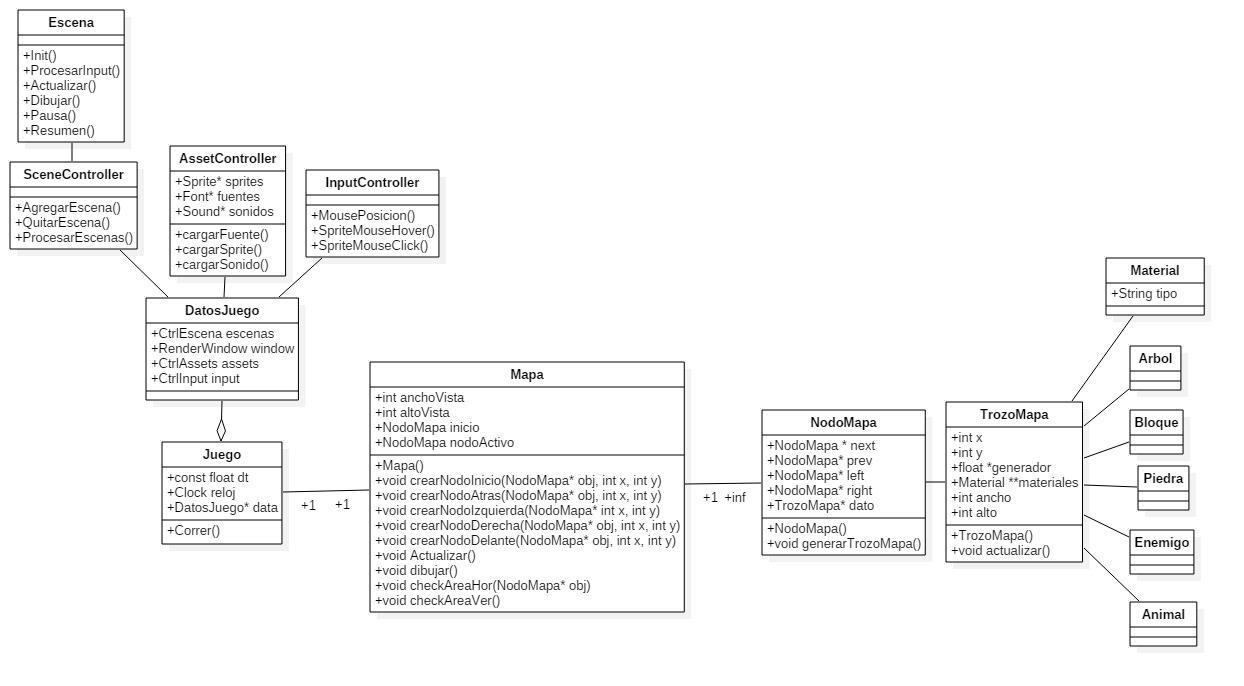 Escena
+Init()
+ProcesarInput()
+Actualizar()
+Dibujar()
+Pausa()
+Resumen()
SceneController
+AgregarEscena()
+QuitarEscena()
+ProcesarEscenas()
AssetController
+Sprite* sprites
+Font* fuentes
+Sound* sonidos
+cargarFuente()
+cargarSprite()
+cargarSonido()
InputController
+MousePosicion()
+SpriteMouseHover()
+SpriteMouseClick()
DatosJuego
+CtrlEscena escenas
+RenderWindow window
+CtrlAssets assets
+CtrlInput input
Juego
+const float dt
+Clock reloj
+DatosJuego* data
+Correr()
+1
+1
Mapa
+int anchoVista
+int altoVista
+NodoMapa inicio
+NodoMapa nodoActivo
+Mapa()
+void crearNodoInicio(NodoMapa* obj, int x, int y)
+void crearNodoAtras(NodoMapa* obj, int x, int y)
+void crearNodoIzquierda(NodoMapa* int x, int y)
+void crearNodoDerecha(NodoMapa* obj, int x, int y)
+void crearNodoDelante(NodoMapa* obj, int x, int y)
+void Actualizar()
+void dibujar()
+void checkAreaHor(NodoMapa* obj)
+void checkAreaVer()
+1 +inf
NodoMapa
+NodoMapa * next
+NodoMapa* prev
+NodoMapa* left
+NodoMapa* right
+TrozoMapa* dato
+NodoMapa()
+void generarTrozoMapa()
TrozoMapa
+int x
+int y
+float *generador
+Material **materiales
+int ancho
+int alto
+TrozoMapa()
+void actualizar()
Material
+String tipo
Arbol
Bloque
Piedra
Enemigo
Animal